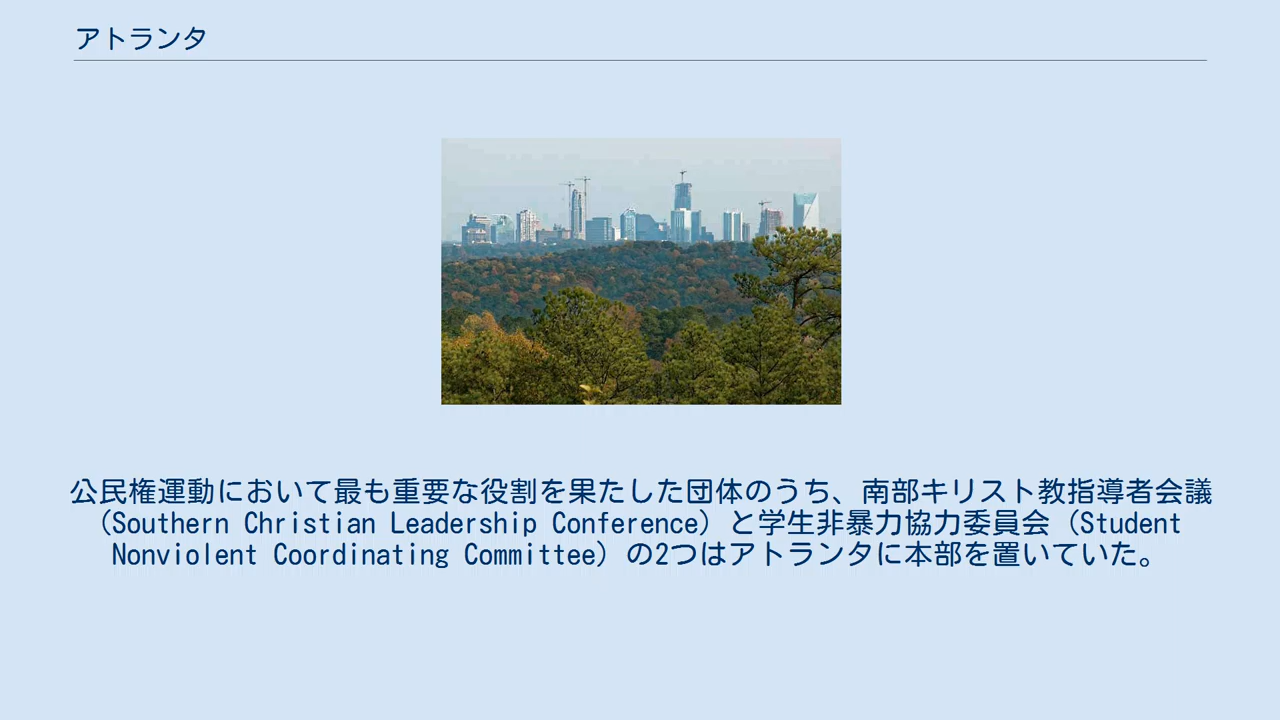 アトランタ
公民権運動において最も重要な役割を果たした団体のうち、南部キリスト教指導者会議
（Southern Christian Leadership Conference）と学生非暴力協力委員会（Student
Nonviolent Coordinating Committee）の2つはアトランタに本部を置いていた。